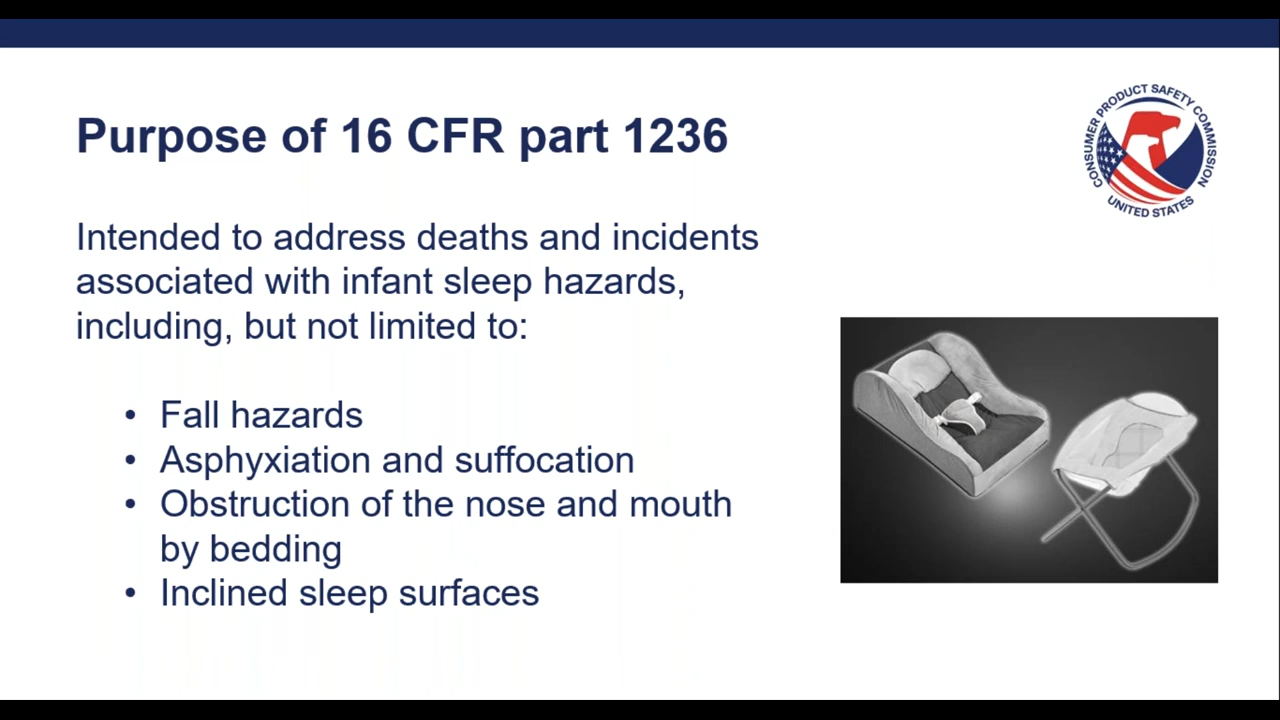 Purpose of 16 CFR part 1236
CONSUMER PRODUCT SAFETY COMMISSION
UNITED STATES
Intended to address deaths and incidents
associated with infant sleep hazards,
including, but not limited to:
• Fall hazards
• Asphyxiation and suffocation
• Obstruction of the nose and mouth
by bedding
• Inclined sleep surfaces